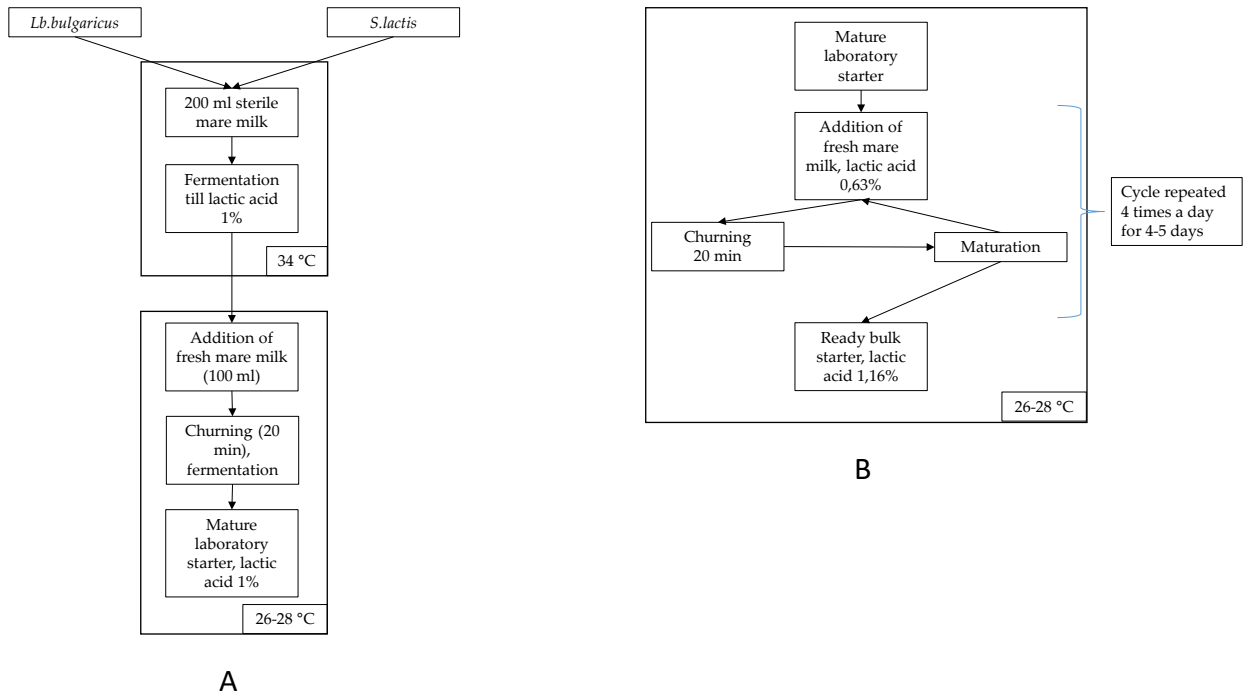 Lb.bulgaricus
S.lactis
200 ml sterile
mare milk
Fermentation
till lactic acid
1%
34 °C
Addition of
fresh mare milk
(100 ml)
Churning (20
min),
fermentation
Mature
laboratory
starter, lactic
acid 1%
26-28 °C
A
Mature
laboratory
starter
Addition of
fresh mare
milk, lactic acid
0,63%
Churning
20 min
Maturation
Ready bulk
starter, lactic
acid 1,16%
26-28 °C
Cycle repeated
4 times a day
for 4-5 days
B